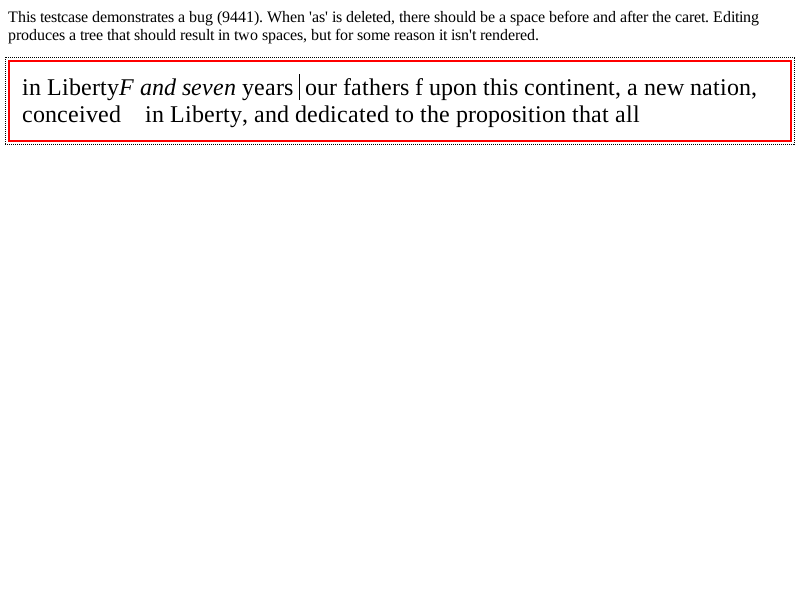 This testcase demonstrates a bug (9441). When 'as' is deleted, there should be a space before and after the caret. Editing
produces a tree that should result in two spaces, but for some reason it isn't rendered.
in LibertyF and seven years our fathers f upon this continent, a new nation,
conceived    in Liberty, and dedicated to the proposition that all